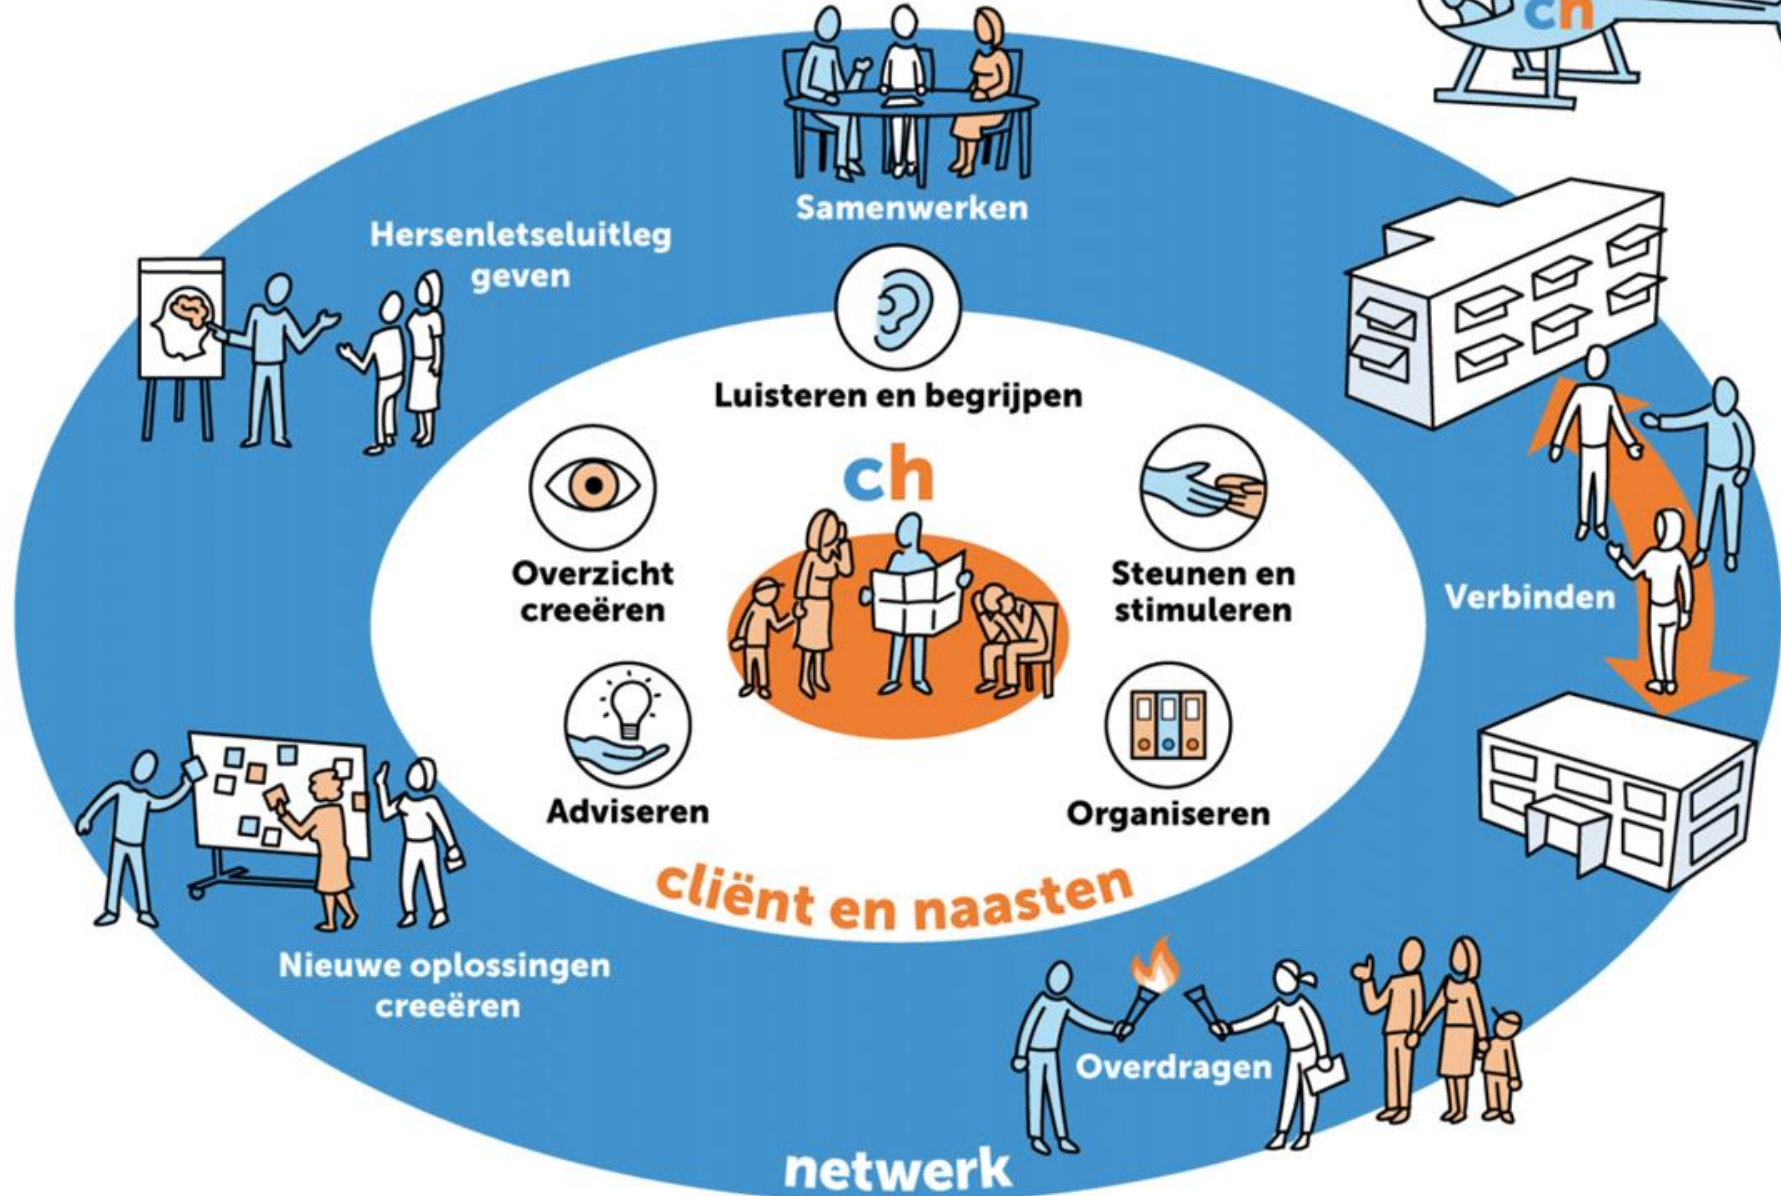 ch
Samenwerken
Hersenletseluitleg
geven
Luisteren en begrijpen
ch
Overzicht
creeëren
Steunen en
stimuleren
Verbinden
Adviseren
Organiseren
cliënt en naasten
Nieuwe oplossingen
creeëren
Overdragen
netwerk